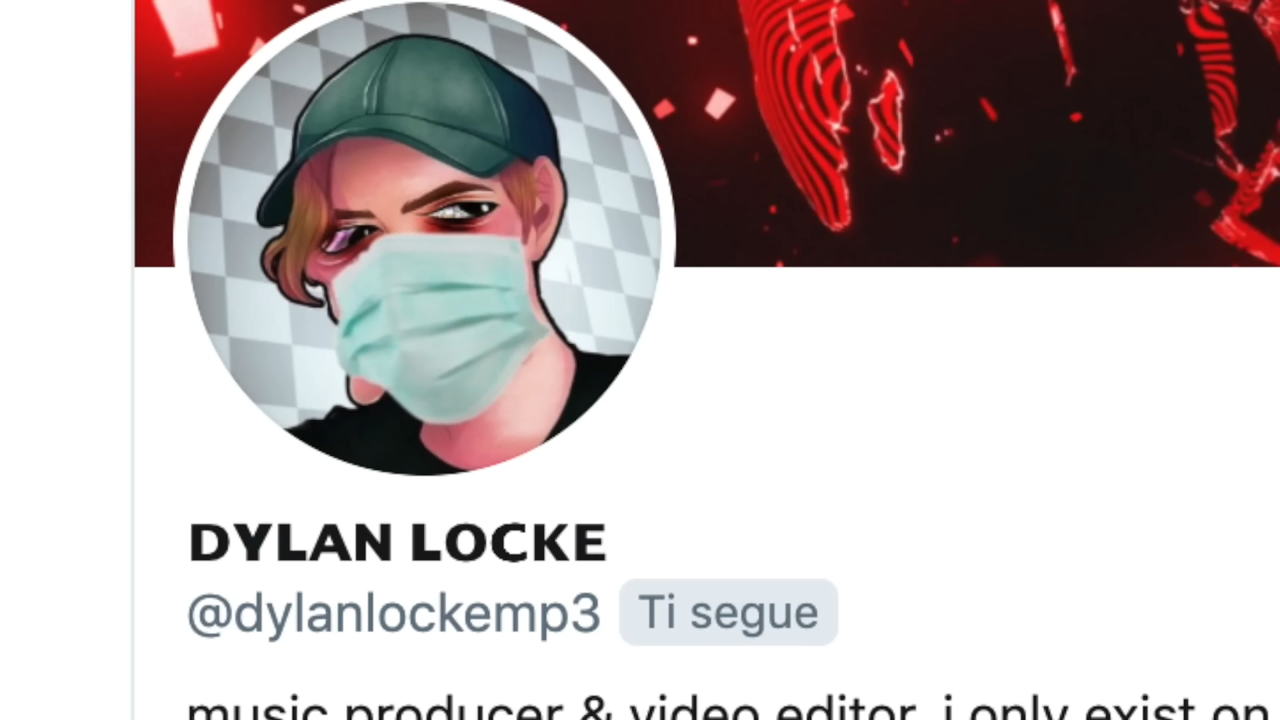 DYLAN LOCKE
@dylanlockemp3 Ti segue
music producer & video editor. i only exist on